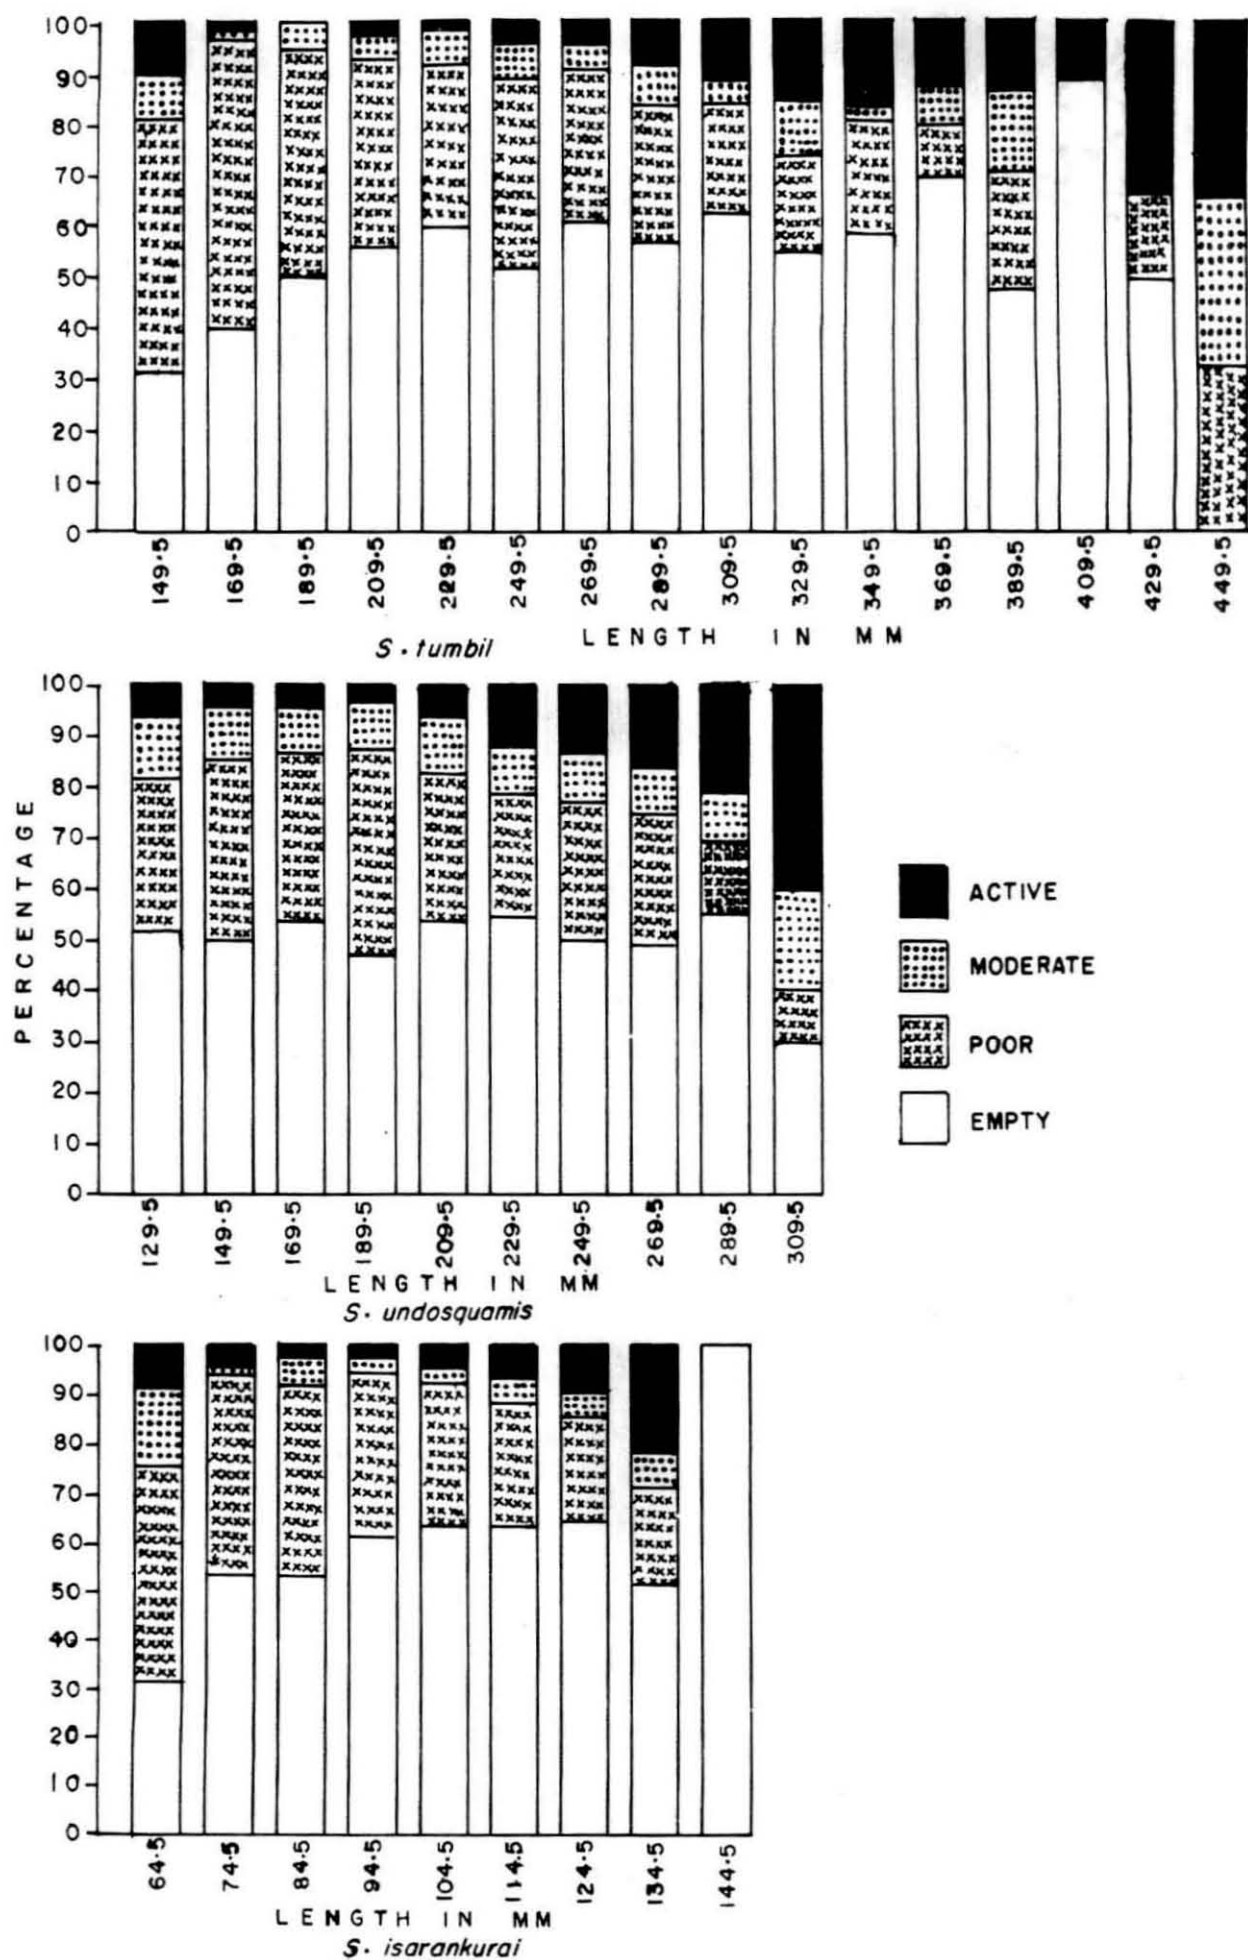 100
90
80
70
60
50
40
30
20
10
0
149.5 169.5 189.5 209.5 229.5 249.5 269.5 289.5 309.5 329.5 349.5 369.5 389.5 409.5 429.5 449.5
LENGTH IN MM
S. tumbil
PERCENTAGE
100
90
80
70
60
50
40
30
20
10
0
129.5 149.5 169.5 189.5 209.5 229.5 249.5 269.5 289.5 309.5
LENGTH IN MM
S. undosquamis
ACTIVE
MODERATE
POOR
EMPTY
100
90
80
70
60
50
40
30
20
10
0
64.5 74.5 84.5 94.5 104.5 114.5 124.5 134.5 144.5
LENGTH IN MM
S. isarankurai